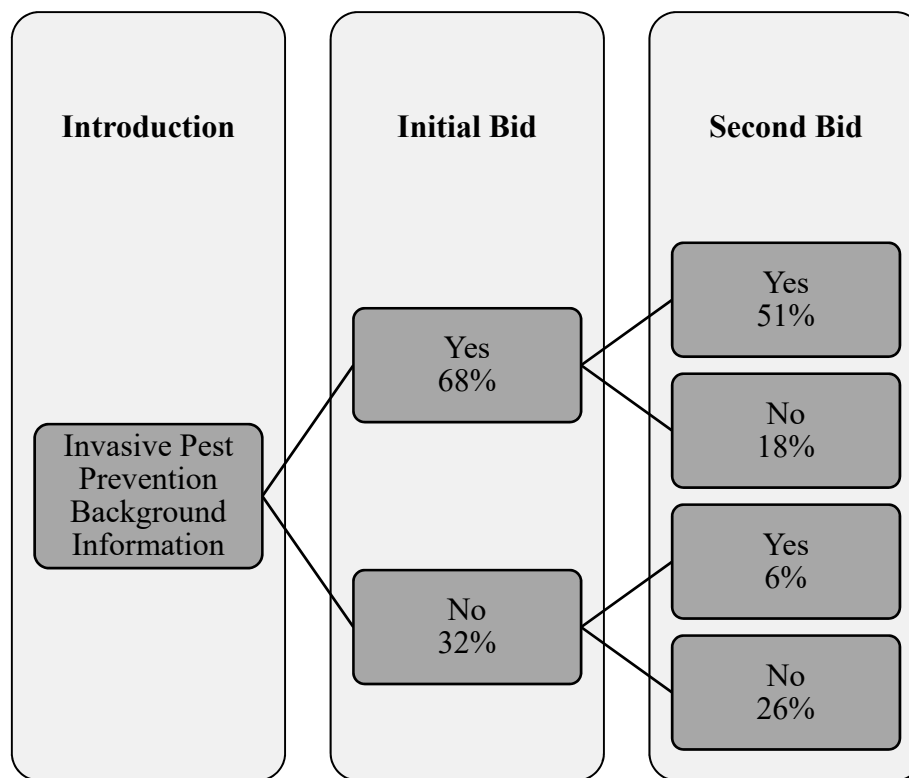 Introduction
Initial Bid
Second Bid
Invasive Pest
Prevention
Background
Information
Yes
68%
No
32%
Yes
51%
No
18%
Yes
6%
No
26%